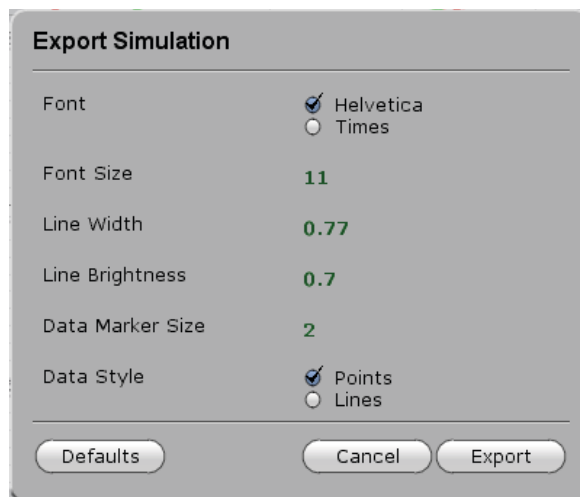 Export Simulation
Font
Helvetica
Times
Font Size 11
Line Width 0.77
Line Brightness 0.7
Data Marker Size 2
Data Style
Points
Lines
Defaults Cancel Export